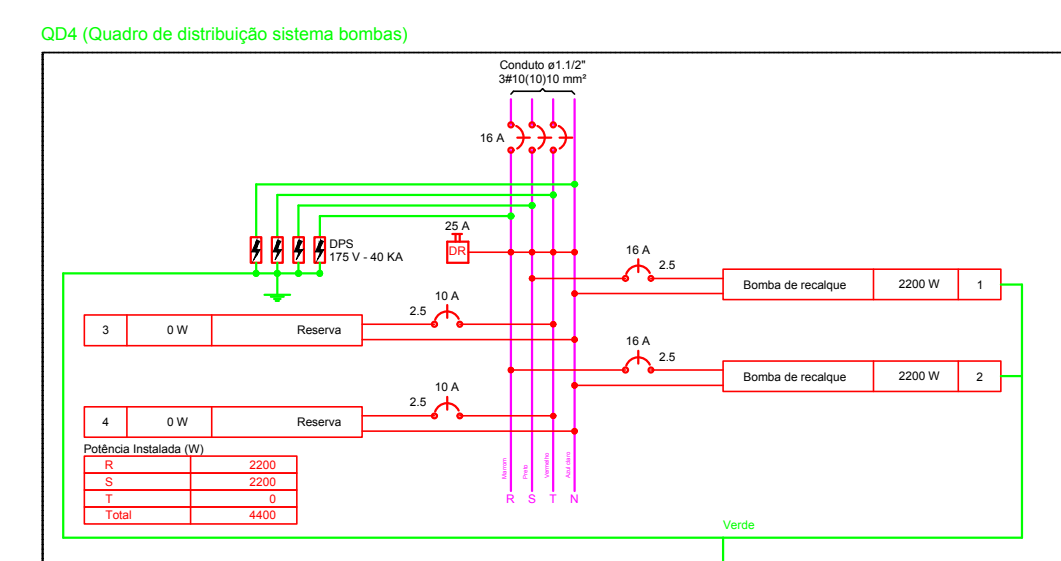 QD4 (Quadro de distribuição sistema bombas)
Conduto ø1.1/2"
3#10(10)10 mm²
16 A
25 A
DR
DPS
175 V - 40 KA
16 A
2.5
Bomba de recalque 2200 W 1
10 A
2.5
3 0 W Reserva
16 A
2.5
Bomba de recalque 2200 W 2
10 A
2.5
4 0 W Reserva
Potência Instalada (W)
R 2200
S 2200
T 0
Total 4400
Marrom
Preto
Vermelho
Azul claro
R S T N
Verde